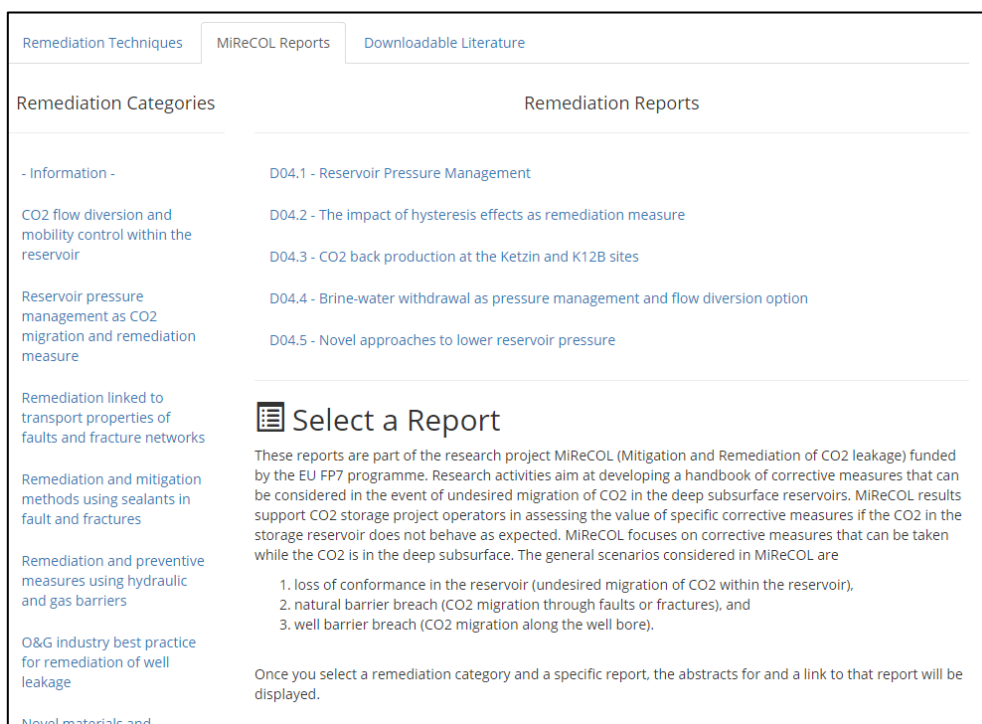 Remediation Techniques
MiReCOL Reports
Downloadable Literature
Remediation Categories
Remediation Reports
- Information -
CO2 flow diversion and
mobility control within the
reservoir
Reservoir pressure
management as CO2
migration and remediation
measure
Remediation linked to
transport properties of
faults and fracture networks
Remediation and mitigation
methods using sealants in
fault and fractures
Remediation and preventive
measures using hydraulic
and gas barriers
O&G industry best practice
for remediation of well
leakage
Novel materials and
D04.1 - Reservoir Pressure Management
D04.2 - The impact of hysteresis effects as remediation measure
D04.3 - CO2 back production at the Ketzin and K12B sites
D04.4 - Brine-water withdrawal as pressure management and flow diversion option
D04.5 - Novel approaches to lower reservoir pressure
Select a Report
These reports are part of the research project MiReCOL (Mitigation and Remediation of CO2 leakage) funded
by the EU FP7 programme. Research activities aim at developing a handbook of corrective measures that can
be considered in the event of undesired migration of CO2 in the deep subsurface reservoirs. MiReCOL results
support CO2 storage project operators in assessing the value of specific corrective measures if the CO2 in the
storage reservoir does not behave as expected. MiReCOL focuses on corrective measures that can be taken
while the CO2 is in the deep subsurface. The general scenarios considered in MiReCOL are
1. loss of conformance in the reservoir (undesired migration of CO2 within the reservoir),
2. natural barrier breach (CO2 migration through faults or fractures), and
3. well barrier breach (CO2 migration along the well bore).
Once you select a remediation category and a specific report, the abstracts for and a link to that report will be
displayed.